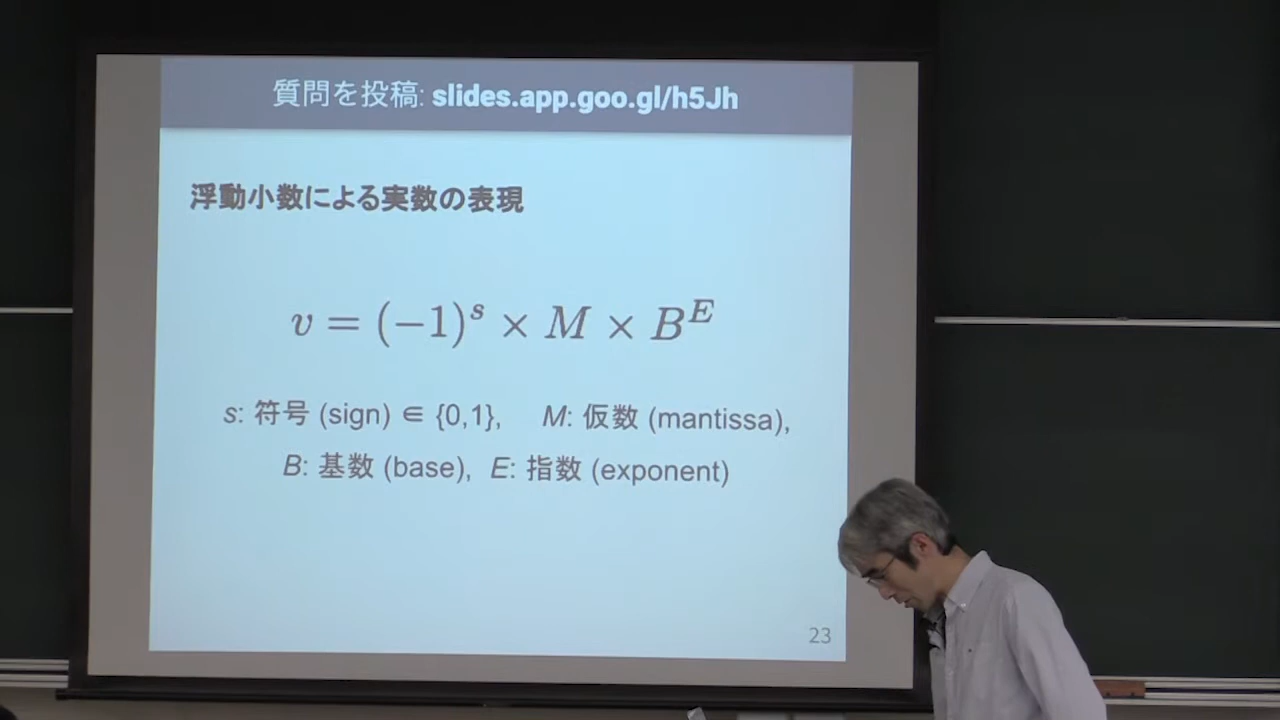 質問を投稿: slides.app.goo.gl/h5Jh
浮動小数による実数の表現
v = (−1)^s × M × B^E
s: 符号 (sign) ∈ {0,1}, M: 仮数 (mantissa),
B: 基数 (base), E: 指数 (exponent)
23